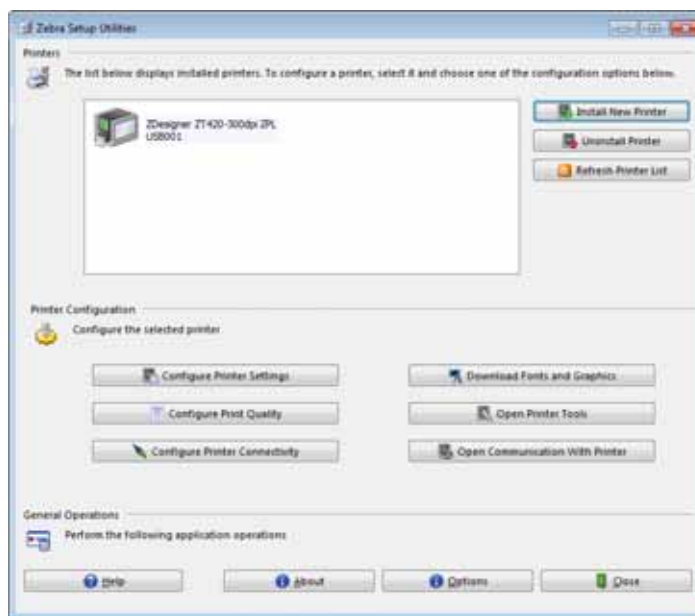 Zebra Setup Utilities
Printers
The list below displays installed printers. To configure a printer, select it and choose one of the configuration options below.
ZDesigner ZT420-300dpi ZPL
USB001
Install New Printer
Uninstall Printer
Refresh Printer List
Printer Configuration
Configure the selected printer
Configure Printer Settings
Download Fonts and Graphics
Configure Print Quality
Open Printer Tools
Configure Printer Connectivity
Open Communication With Printer
General Operations
Perform the following application operations
Help
About
Options
Close